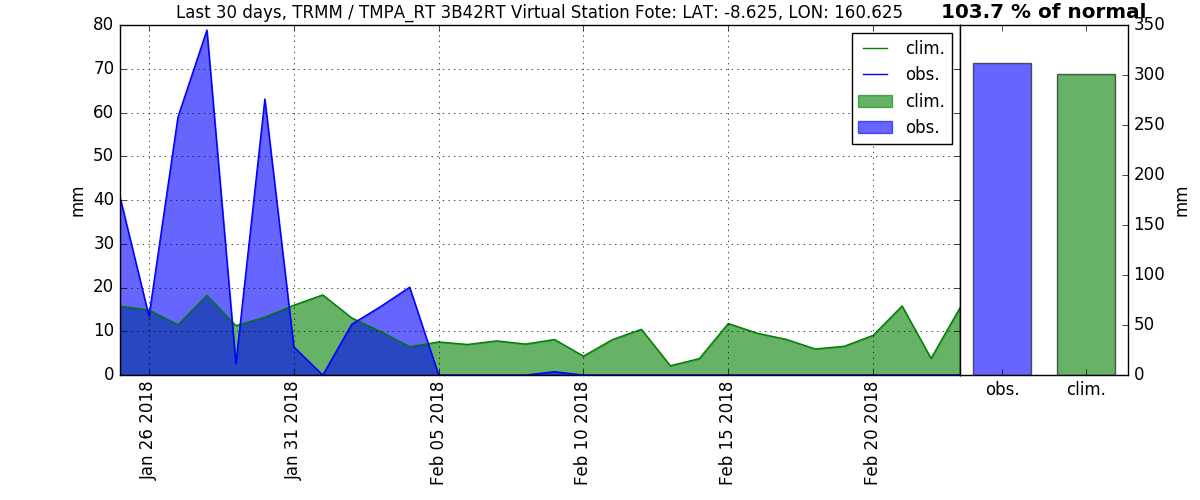 Last 30 days, TRMM / TMPA_RT 3B42RT Virtual Station Fote: LAT: -8.625, LON: 160.625
103.7 % of normal
80
70
60
50
40
30
20
10
0
mm
clim.
obs.
clim.
obs.
Jan 26 2018
Jan 31 2018
Feb 05 2018
Feb 10 2018
Feb 15 2018
Feb 20 2018
350
300
250
200
150
100
50
0
mm
obs.
clim.